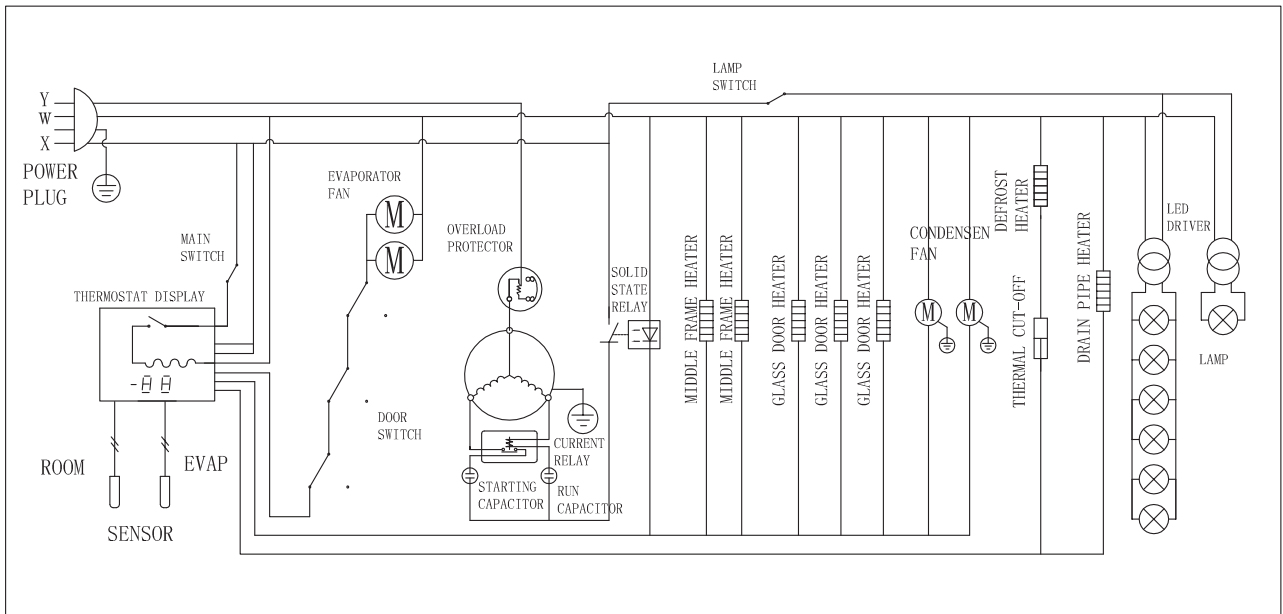 LAMP
SWITCH
Y
W
X
POWER
PLUG
EVAPORATOR
FAN
OVERLOAD
PROTECTOR
MAIN
SWITCH
THERMOSTAT DISPLAY
M
M
SOLID
STATE
RELAY
MIDDLE FRAME HEATER
MIDDLE FRAME HEATER
GLASS DOOR HEATER
GLASS DOOR HEATER
GLASS DOOR HEATER
CONDENSEN
FAN
M
M
DEFROST
HEATER
THERMAL CUT-OFF
DRAIN PIPE HEATER
LED
DRIVER
LAMP
DOOR
SWITCH
CURRENT
RELAY
STARTING
CAPACITOR
RUN
CAPACITOR
ROOM
EVAP
SENSOR